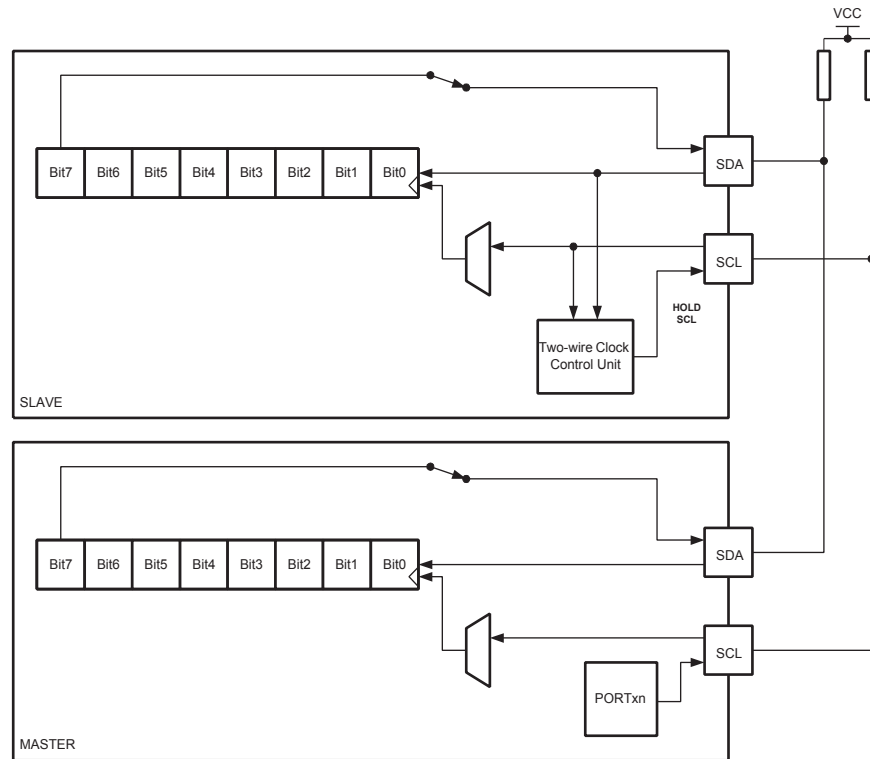 VCC
Bit7 Bit6 Bit5 Bit4 Bit3 Bit2 Bit1 Bit0
SDA
SCL
HOLD
SCL
Two-wire Clock
Control Unit
SLAVE
Bit7 Bit6 Bit5 Bit4 Bit3 Bit2 Bit1 Bit0
SDA
SCL
PORTxn
MASTER